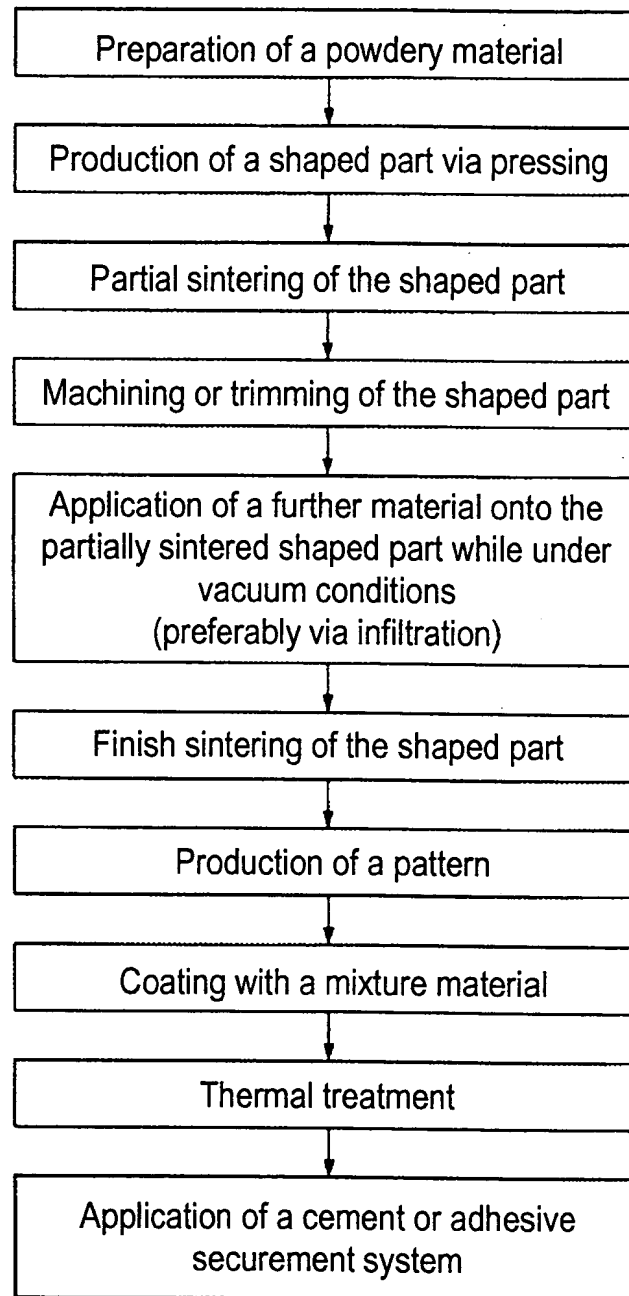 Preparation of a powdery material
Production of a shaped part via pressing
Partial sintering of the shaped part
Machining or trimming of the shaped part
Application of a further material onto the
partially sintered shaped part while under
vacuum conditions
(preferably via infiltration)
Finish sintering of the shaped part
Production of a pattern
Coating with a mixture material
Thermal treatment
Application of a cement or adhesive
securement system